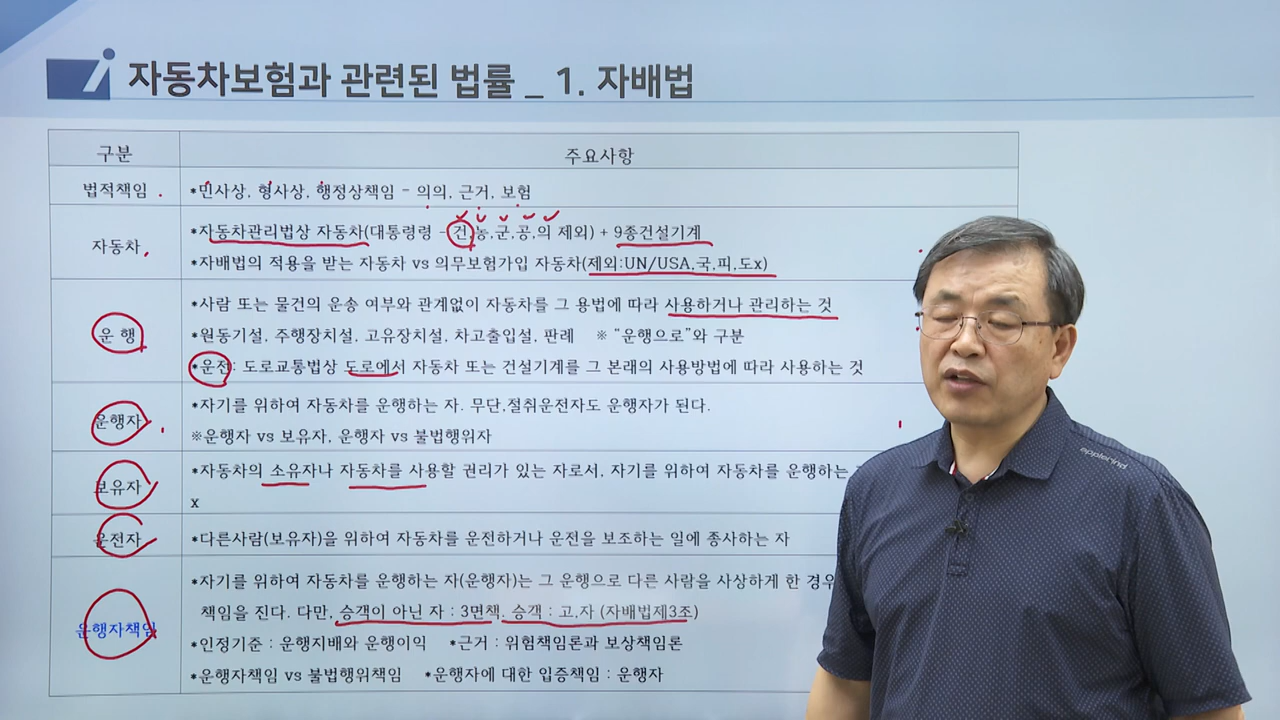 자동차보험과 관련된 법률 _ 1. 자배법
구분
주요사항
법적책임
*민사상, 형사상, 행정상책임 - 의의, 근거, 보험
자동차
*자동차관리법상 자동차(대통령령 - 건,농,군,공,의 제외) + 9종건설기계
*자배법의 적용을 받는 자동차 vs 의무보험가입 자동차(제외:UN/USA,국,피,도x)
운 행
*사람 또는 물건의 운송 여부와 관계없이 자동차를 그 용법에 따라 사용하거나 관리하는 것
*원동기설, 주행장치설, 고유장치설, 차고출입설, 판례 ※ “운행으로”와 구분
*운전: 도로교통법상 도로에서 자동차 또는 건설기계를 그 본래의 사용방법에 따라 사용하는 것
운행자
*자기를 위하여 자동차를 운행하는 자. 무단,절취운전자도 운행자가 된다.
※운행자 vs 보유자, 운행자 vs 불법행위자
보유자
*자동차의 소유자나 자동차를 사용할 권리가 있는 자로서, 자기를 위하여 자동차를 운행하는
x
운전자
*다른사람(보유자)을 위하여 자동차를 운전하거나 운전을 보조하는 일에 종사하는 자
운행자책임
*자기를 위하여 자동차를 운행하는 자(운행자)는 그 운행으로 다른 사람을 사상하게 한 경우
책임을 진다. 다만, 승객이 아닌 자 : 3면책, 승객 : 고,자 (자배법제3조)
*인정기준 : 운행지배와 운행이익 *근거 : 위험책임론과 보상책임론
*운행자책임 vs 불법행위책임 *운행자에 대한 입증책임 : 운행자
applerind